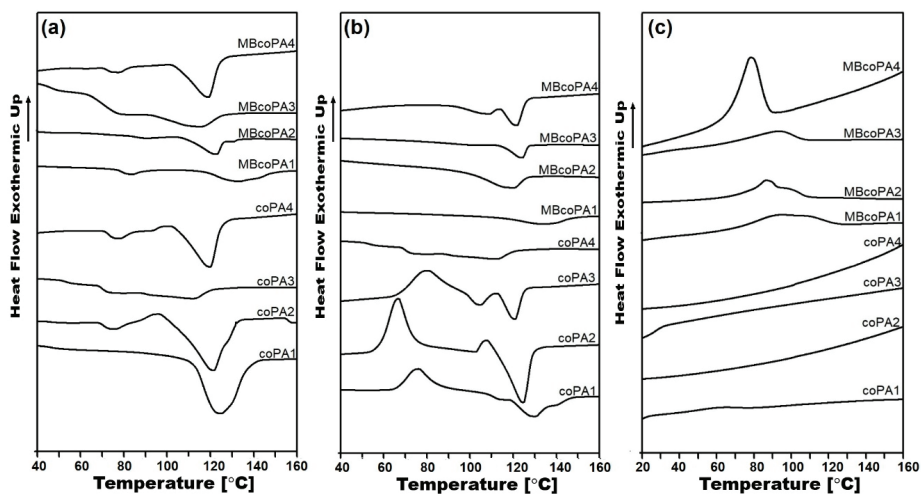 (a)
MBcoPA4
MBcoPA3
MBcoPA2
MBcoPA1
coPA4
coPA3
coPA2
coPA1
Heat Flow Exothermic Up
40 60 80 100 120 140 160
Temperature [°C]
(b)
MBcoPA4
MBcoPA3
MBcoPA2
MBcoPA1
coPA4
coPA3
coPA2
coPA1
Heat Flow Exothermic Up
40 60 80 100 120 140 160
Temperature [°C]
(c)
MBcoPA4
MBcoPA3
MBcoPA2
MBcoPA1
coPA4
coPA3
coPA2
coPA1
Heat Flow Exothermic Up
20 40 60 80 100 120 140 160
Temperature [°C]